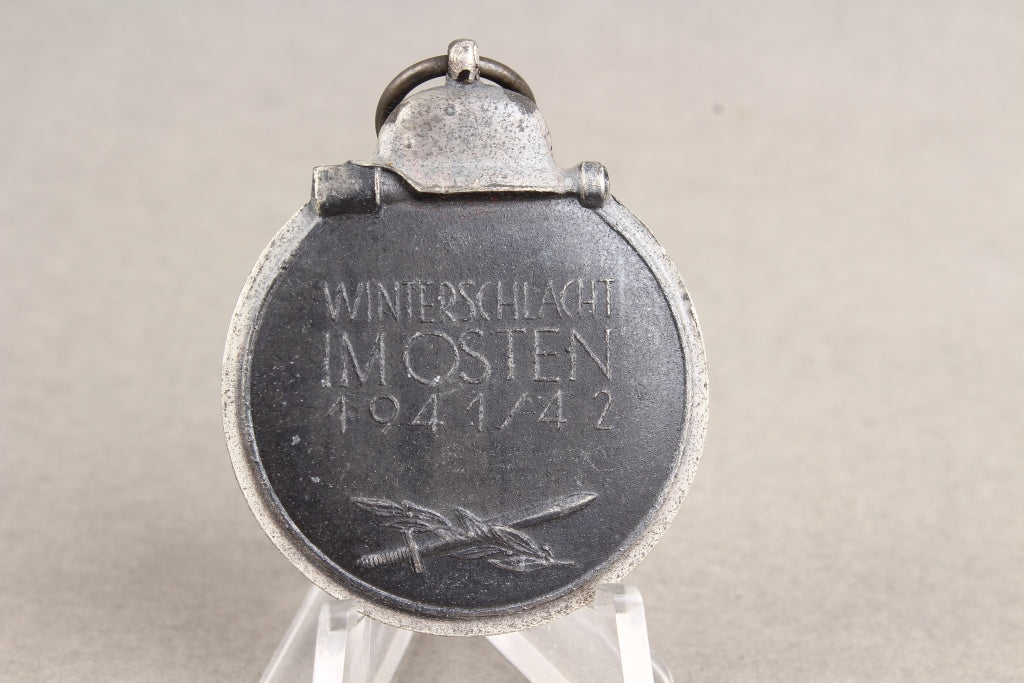 WINTERSCHLACHT
IM OSTEN
1941/42